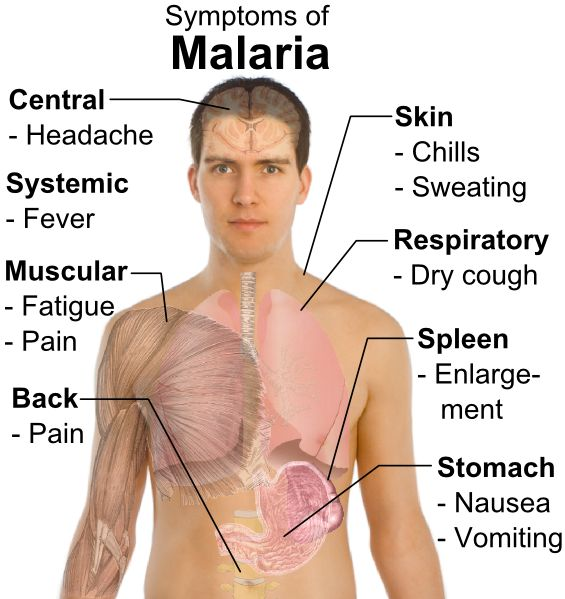 Symptoms of
Malaria
Central
- Headache
Systemic
- Fever
Muscular
- Fatigue
- Pain
Back
- Pain
Skin
- Chills
- Sweating
Respiratory
- Dry cough
Spleen
- Enlarge-
ment
Stomach
- Nausea
- Vomiting